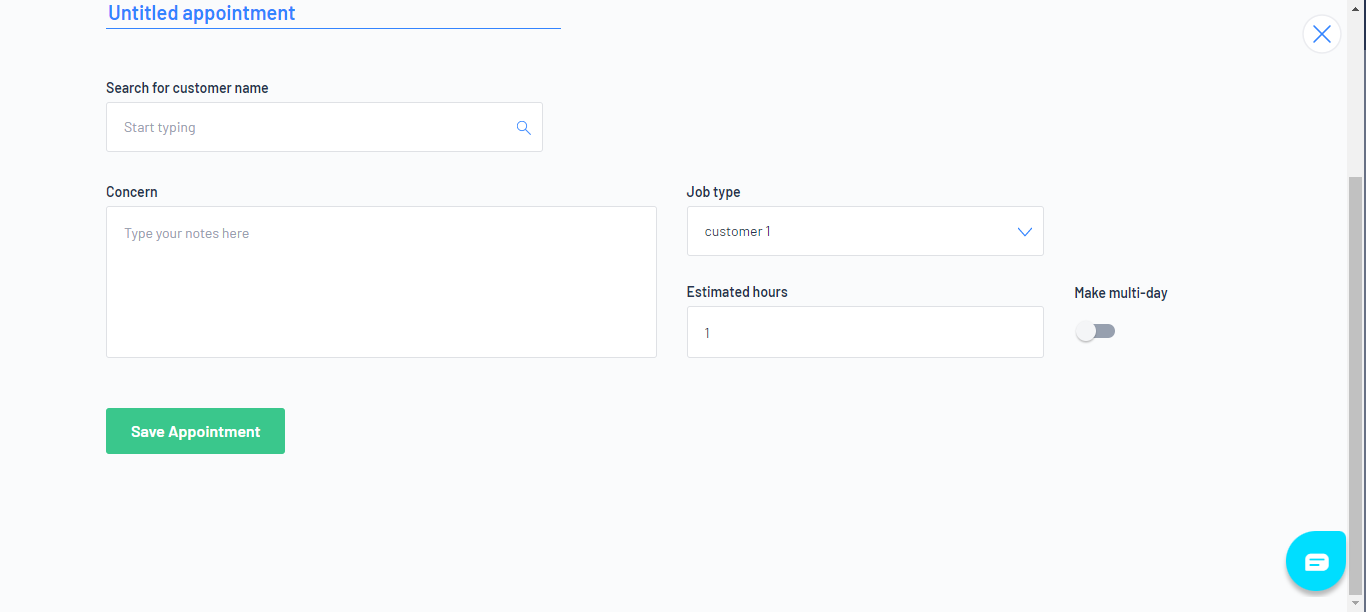 Untitled appointment
Search for customer name
Start typing
Concern
Type your notes here
Job type
customer 1
Estimated hours
1
Make multi-day
Save Appointment